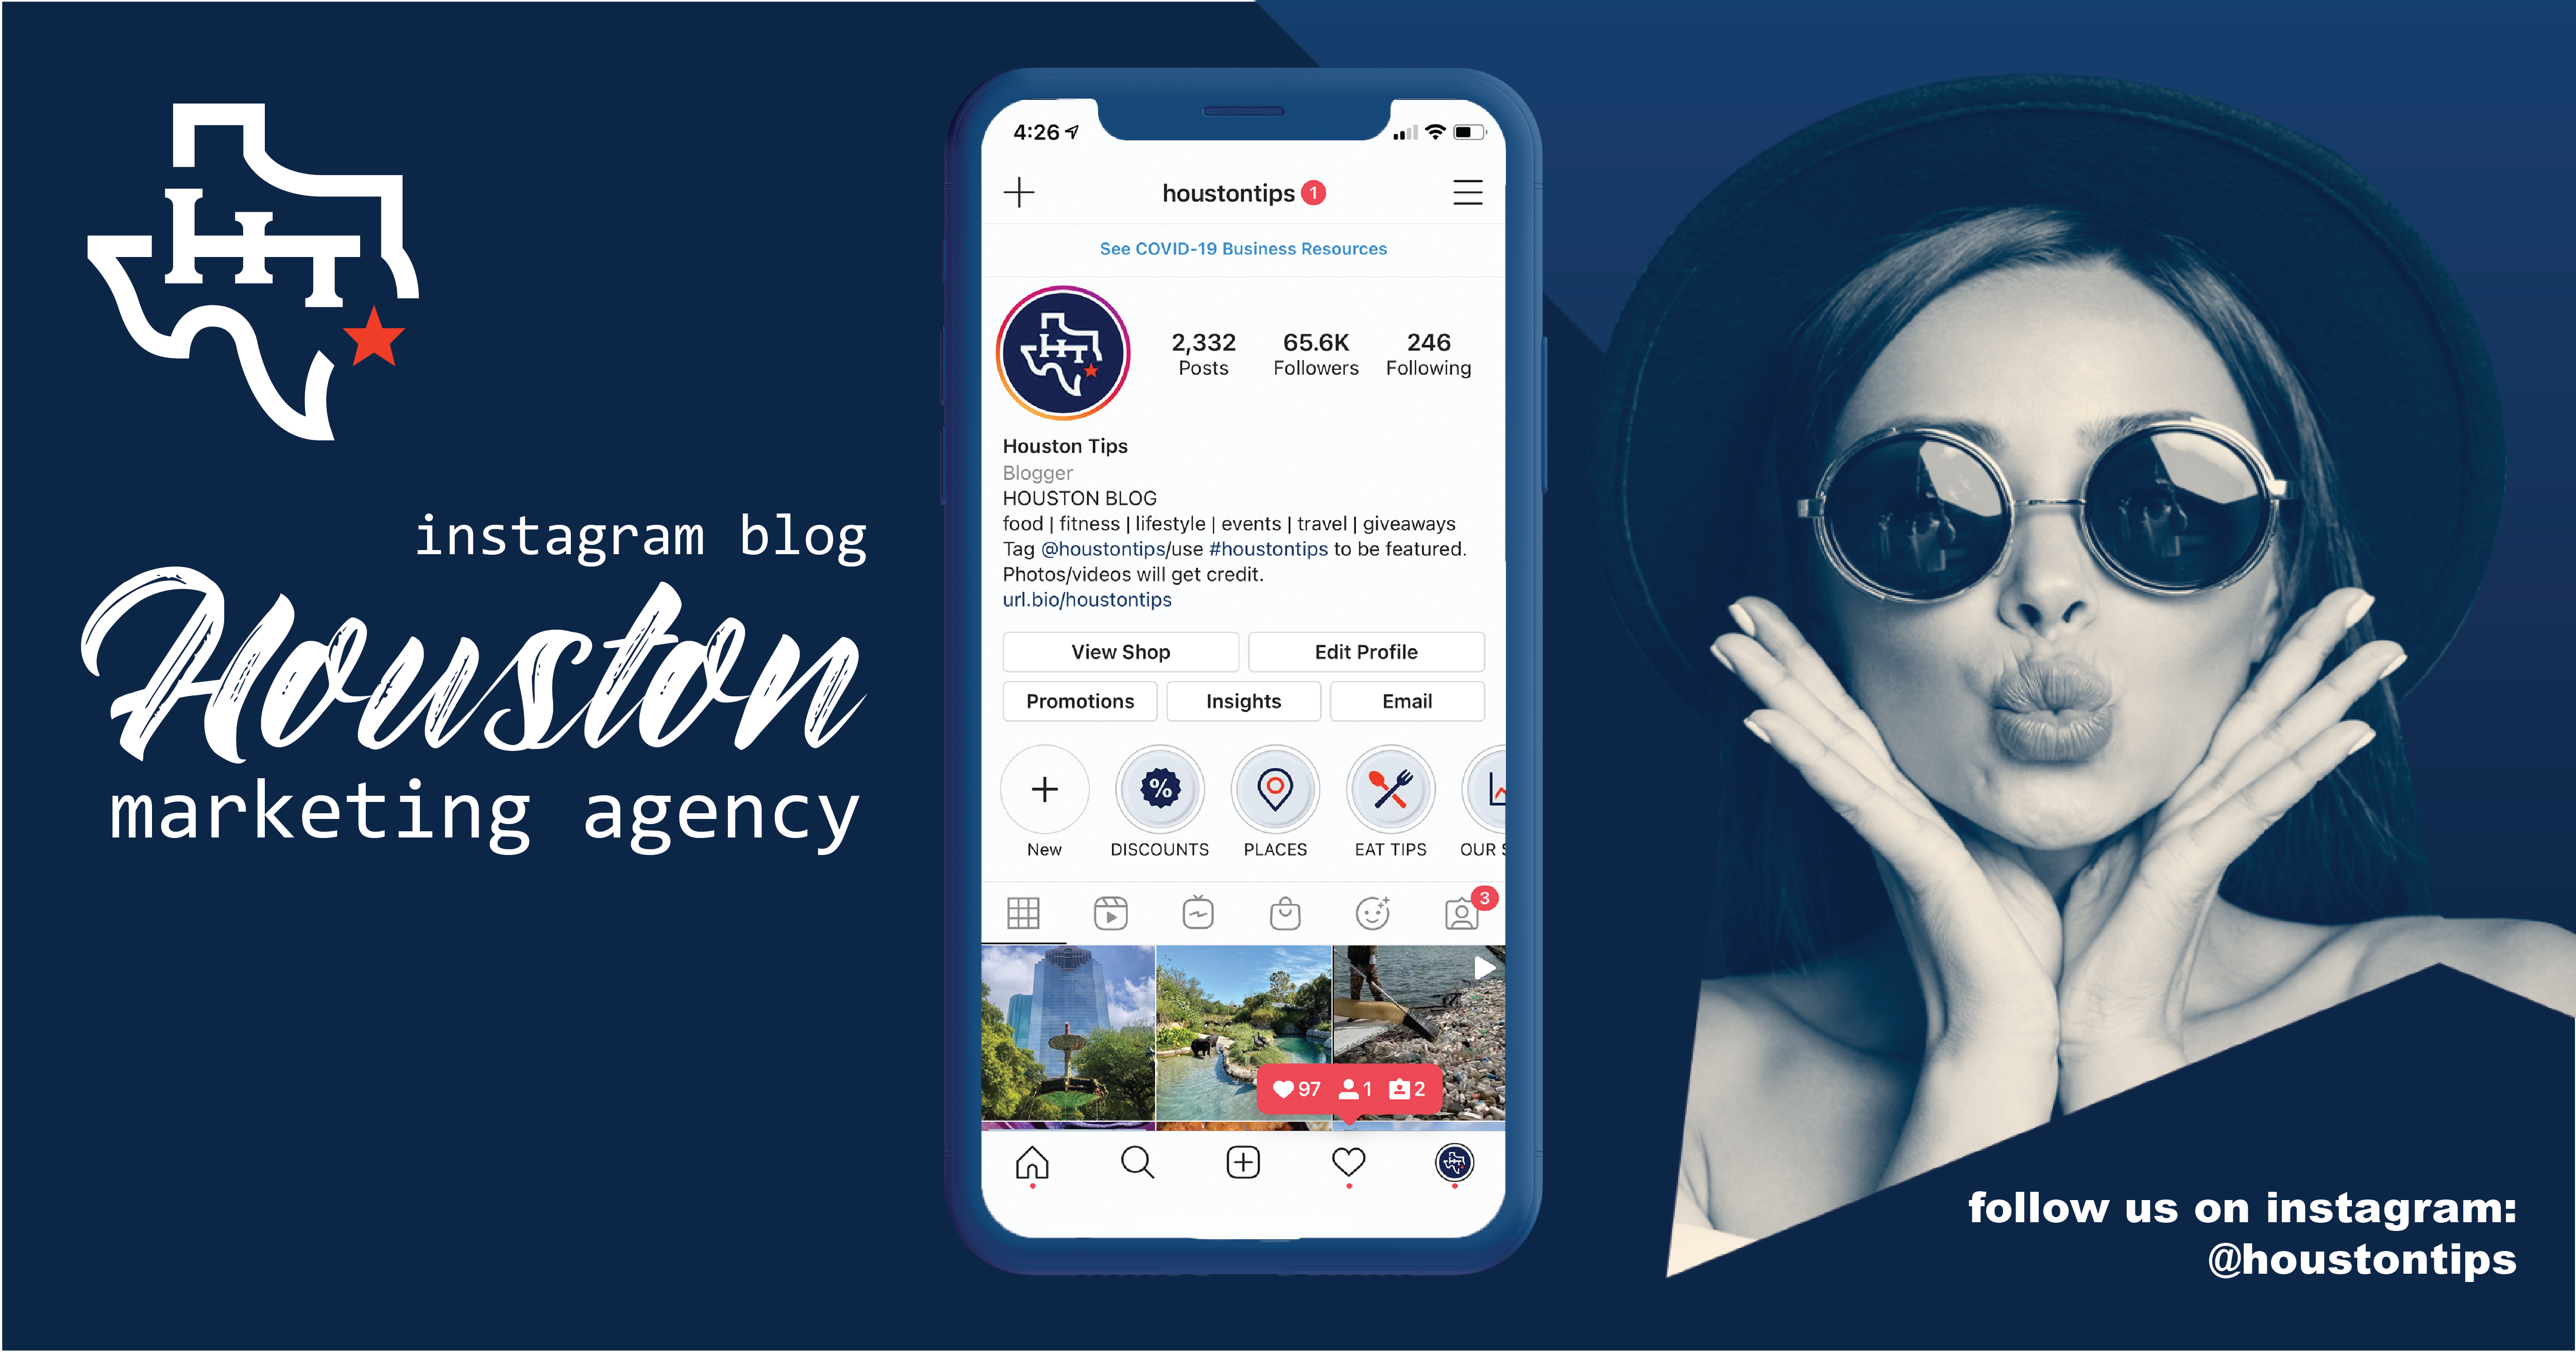 HT
instagram blog
Houston
marketing agency
4:26
houstontips 1
See COVID-19 Business Resources
2,332 65.6K 246
Posts Followers Following
Houston Tips
Blogger
HOUSTON BLOG
food | fitness | lifestyle | events | travel | giveaways
Tag @houstontips/use #houstontips to be featured.
Photos/videos will get credit.
url.bio/houstontips
View Shop Edit Profile
Promotions Insights Email
%
New DISCOUNTS PLACES EAT TIPS OUR
3
97 1 2
follow us on instagram:
@houstontips